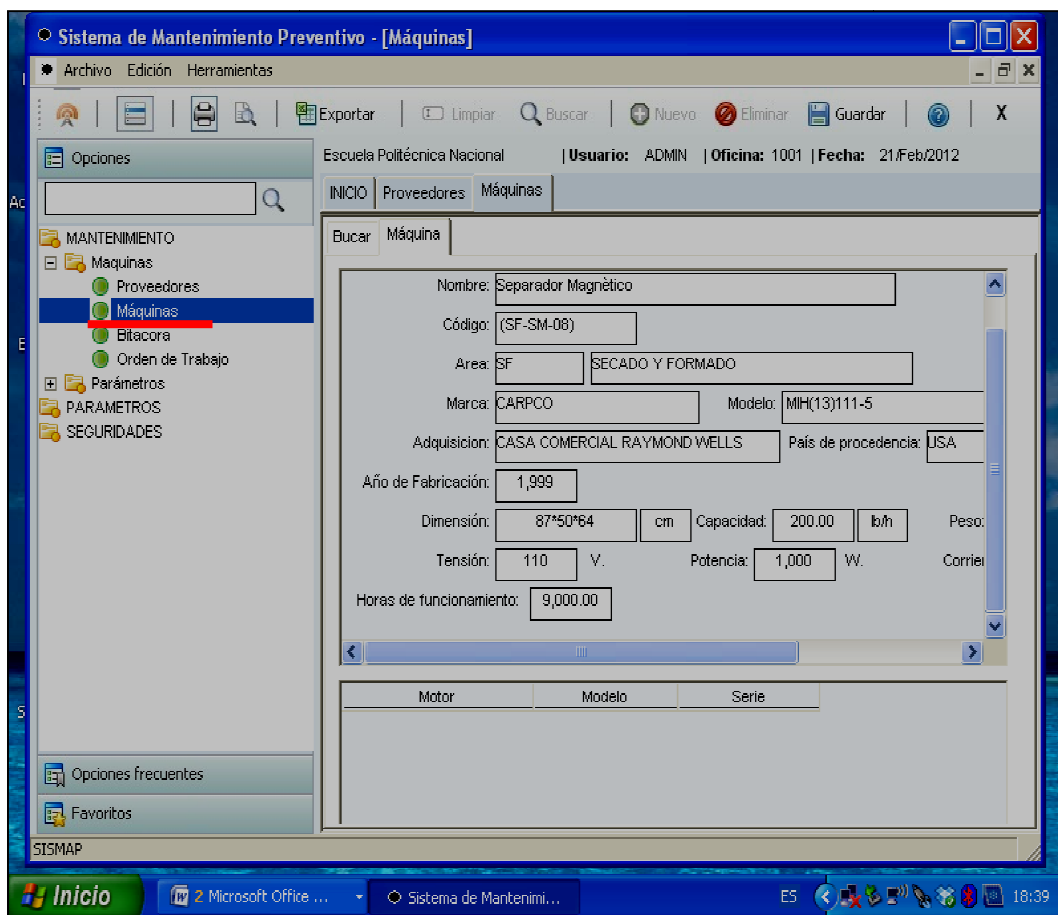 Sistema de Mantenimiento Preventivo - [Máquinas]
Archivo Edición Herramientas
Exportar Limpiar Buscar Nuevo Eliminar Guardar X
Opciones
Escuela Politécnica Nacional |Usuario: ADMIN |Oficina: 1001 |Fecha: 21/Feb/2012
INICIO Proveedores Máquinas
Bucar Máquina
MANTENIMIENTO
Maquinas
Proveedores
Máquinas
Bitacora
Orden de Trabajo
Parámetros
PARAMETROS
SEGURIDADES
Nombre: Separador Magnètico
Código: (SF-SM-08)
Area: SF SECADO Y FORMADO
Marca: CARPCO Modelo: MIH(13)111-5
Adquisicion: CASA COMERCIAL RAYMOND WELLS País de procedencia: USA
Año de Fabricación: 1,999
Dimensión: 87*50*64 cm Capacidad: 200.00 lb/h Peso:
Tensión: 110 V. Potencia: 1,000 W. Corrier
Horas de funcionamiento: 9,000.00
Motor Modelo Serie
Opciones frecuentes
Favoritos
SISMAP
Inicio 2 Microsoft Office ... Sistema de Mantenimi... ES 18:39